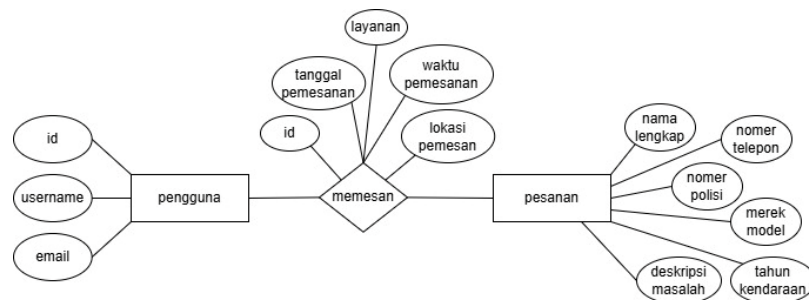 layanan
tanggal
pemesanan
waktu
pemesanan
id
lokasi
pemesan
id
username
email
pengguna
memesan
pesanan
nama
lengkap
nomer
telepon
nomer
polisi
merek
model
deskripsi
masalah
tahun
kendaraan